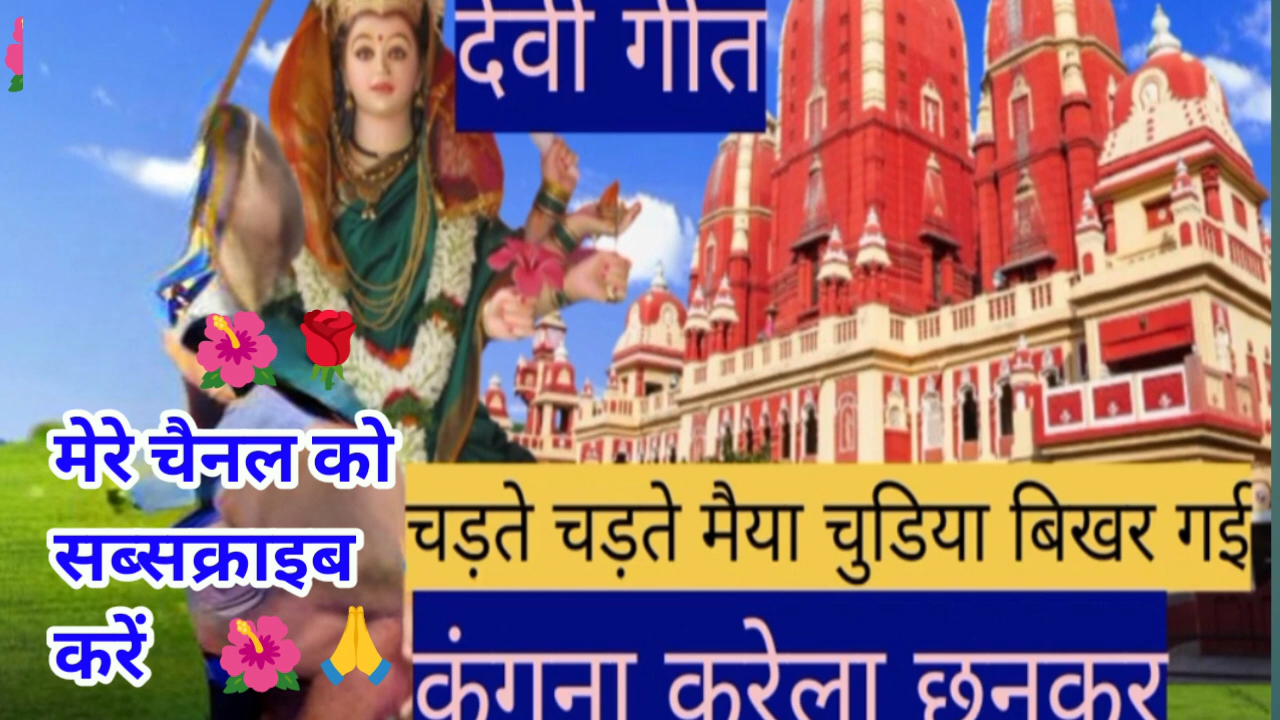 देवी गीत
मेरे चैनल को
सब्सक्राइब
करें
चड़ते चड़ते मैया चुडिया बिखर गई
कंगना करेला छनकर